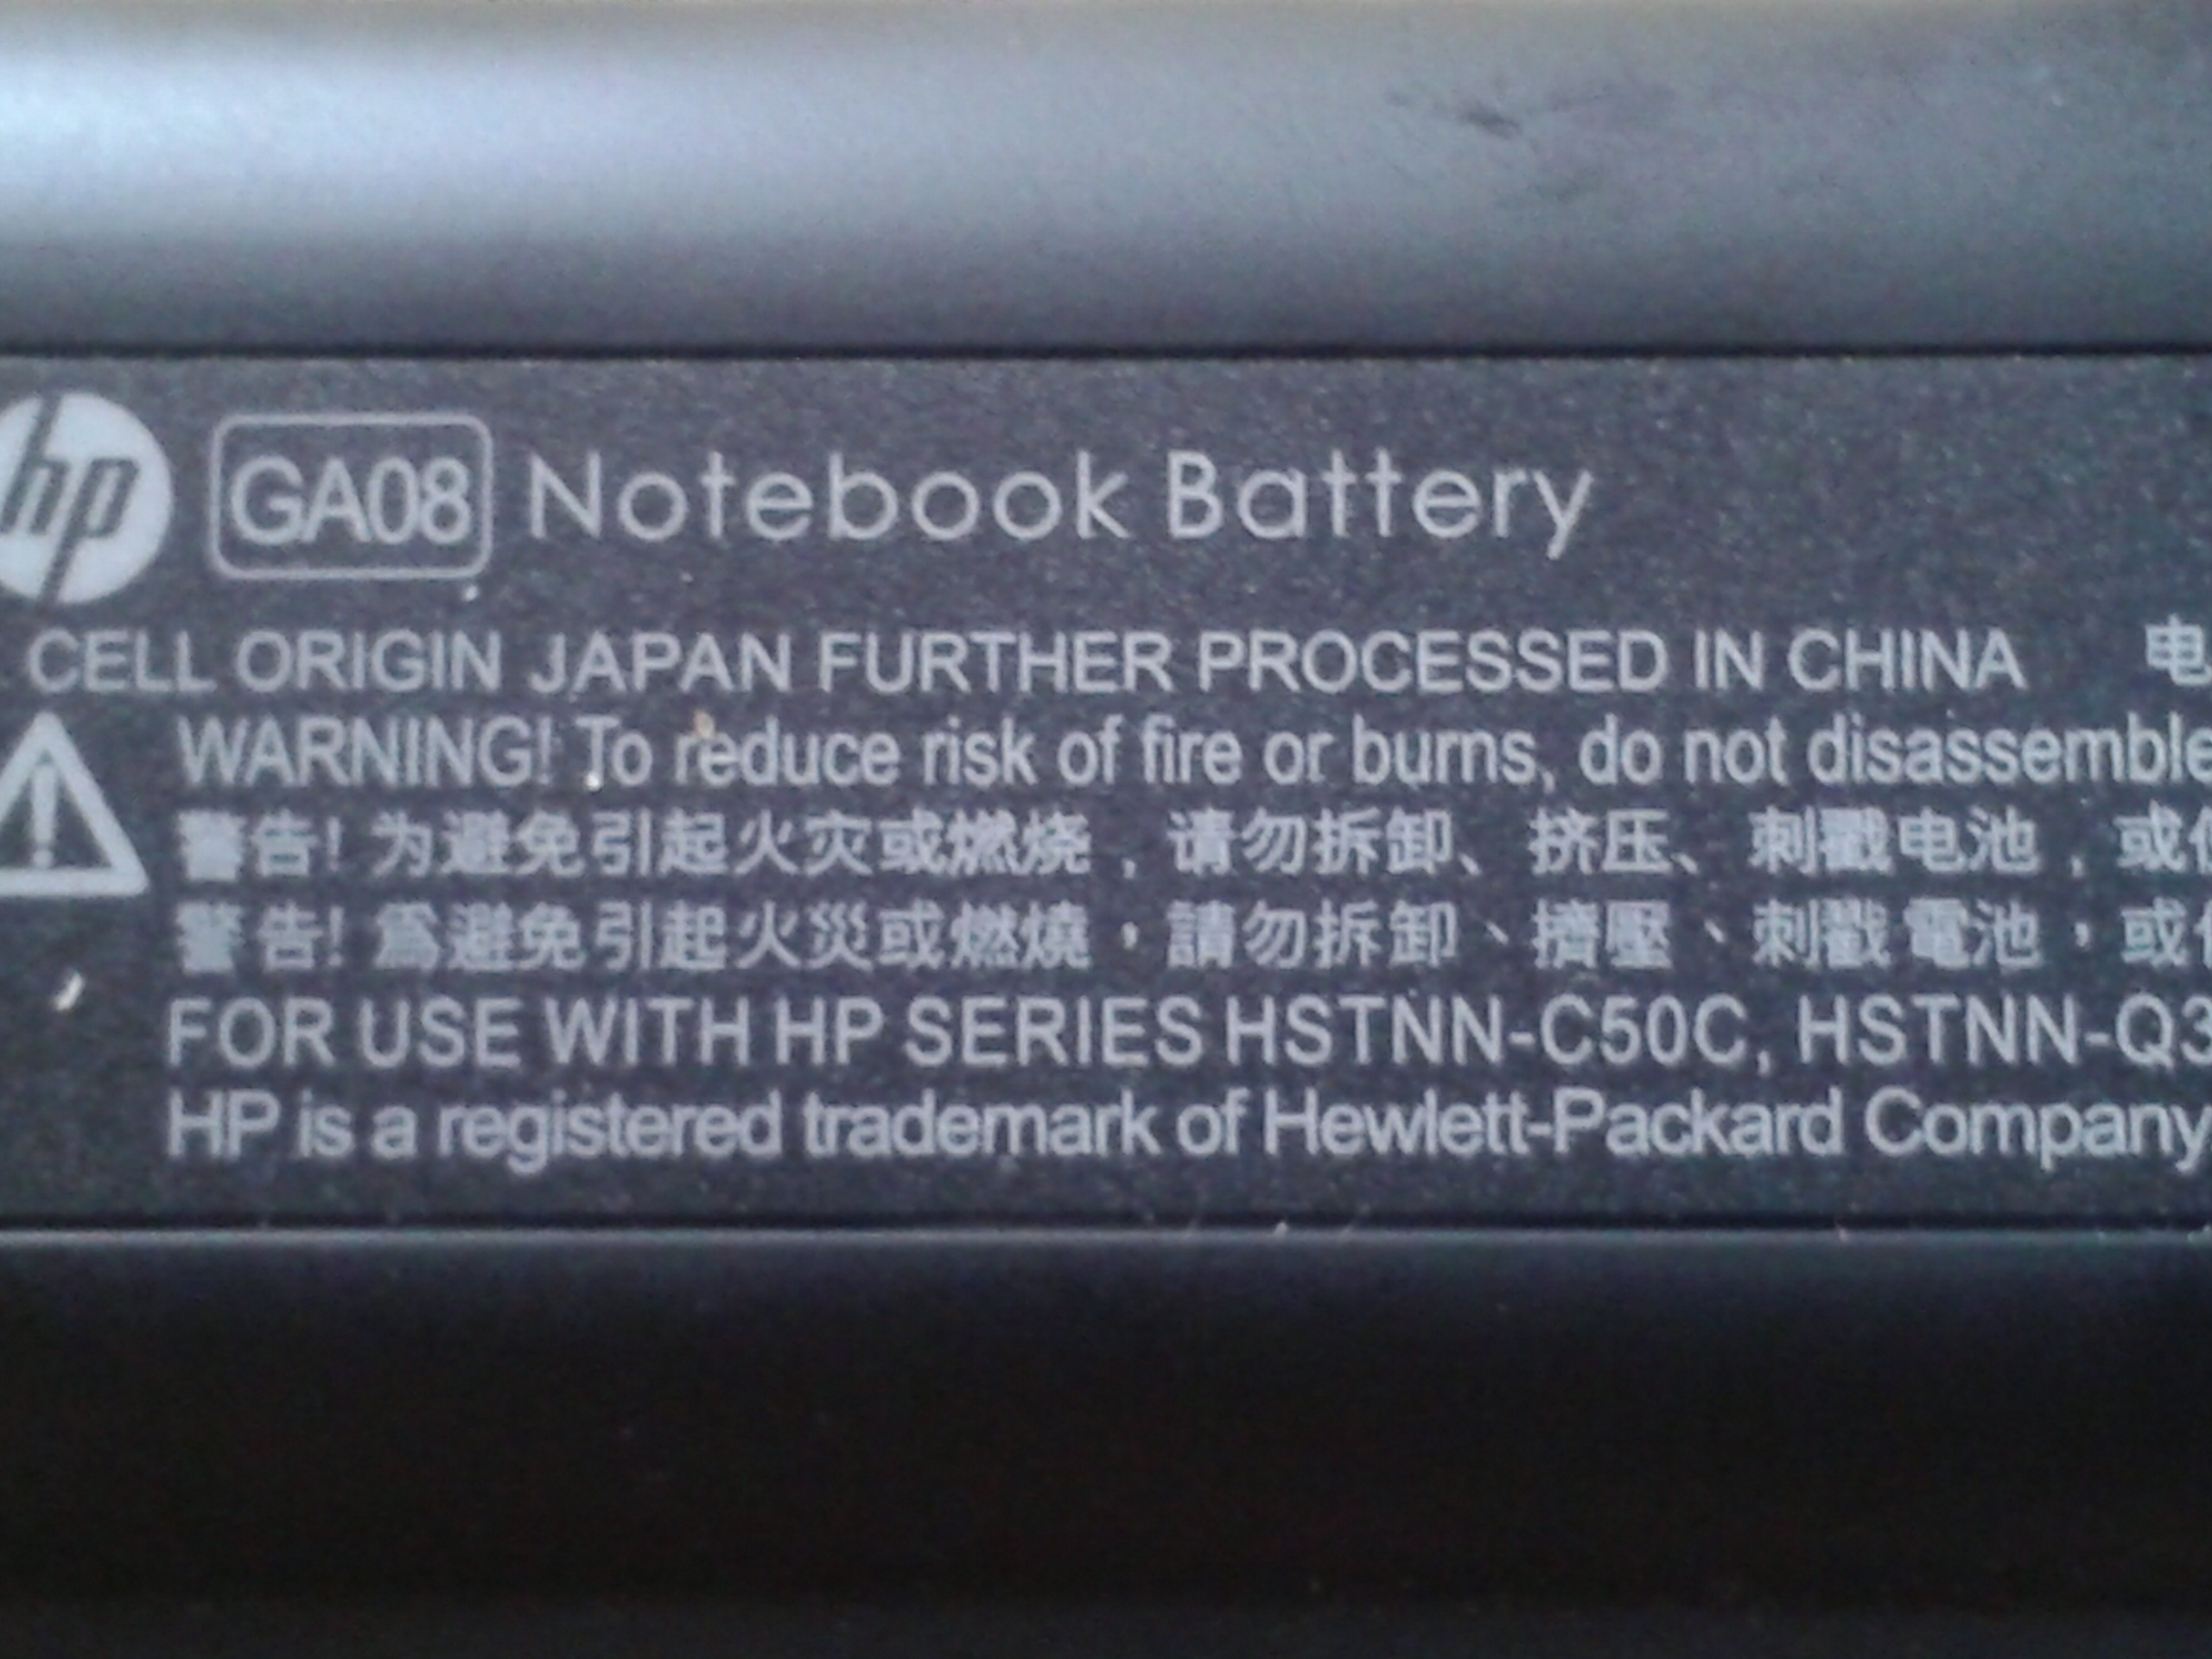 hp GA08 Notebook Battery
CELL ORIGIN JAPAN FURTHER PROCESSED IN CHINA 电
WARNING! To reduce risk of fire or burns, do not disassemble
警告! 为避免引起火灾或燃烧，请勿拆卸、挤压、刺戳电池，或
警告! 為避免引起火災或燃燒，請勿拆卸、擠壓、刺戳電池，或
FOR USE WITH HP SERIES HSTNN-C50C, HSTNN-Q3
HP is a registered trademark of Hewlett-Packard Company